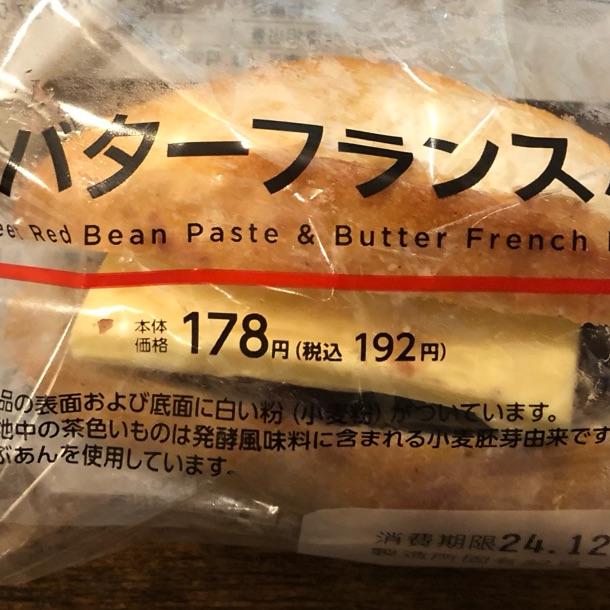 バターフランス
Red Bean Paste & Butter French
本体価格 178円 (税込 192円)
品の表面および底面に白い粉 (小麦粉) がついています。
地中の茶色いものは発酵風味料に含まれる小麦胚芽由来です
ぶあんを使用しています。
消費期限24.12